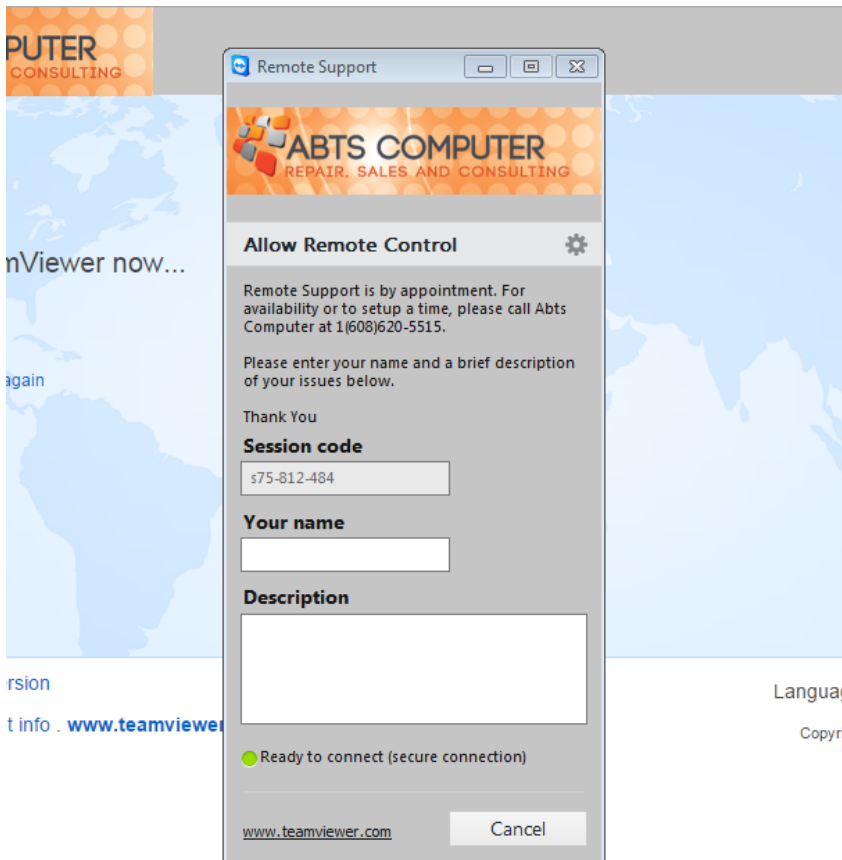 PUTER
CONSULTING
Remote Support
ABTS COMPUTER
REPAIR, SALES AND CONSULTING
Allow Remote Control
mViewer now...
again
Remote Support is by appointment. For
availability or to setup a time, please call Abts
Computer at 1(608)620-5515.
Please enter your name and a brief description
of your issues below.
Thank You
Session code
s75-812-484
Your name
Description
Ready to connect (secure connection)
www.teamviewer.com
Cancel
rsion
t info . www.teamviewer
Langua
Copyr